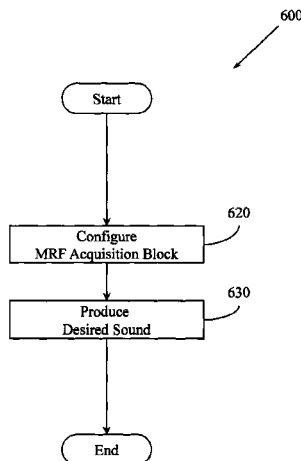 600
Start
Configure
MRF Acquisition Block
620
Produce
Desired Sound
630
End